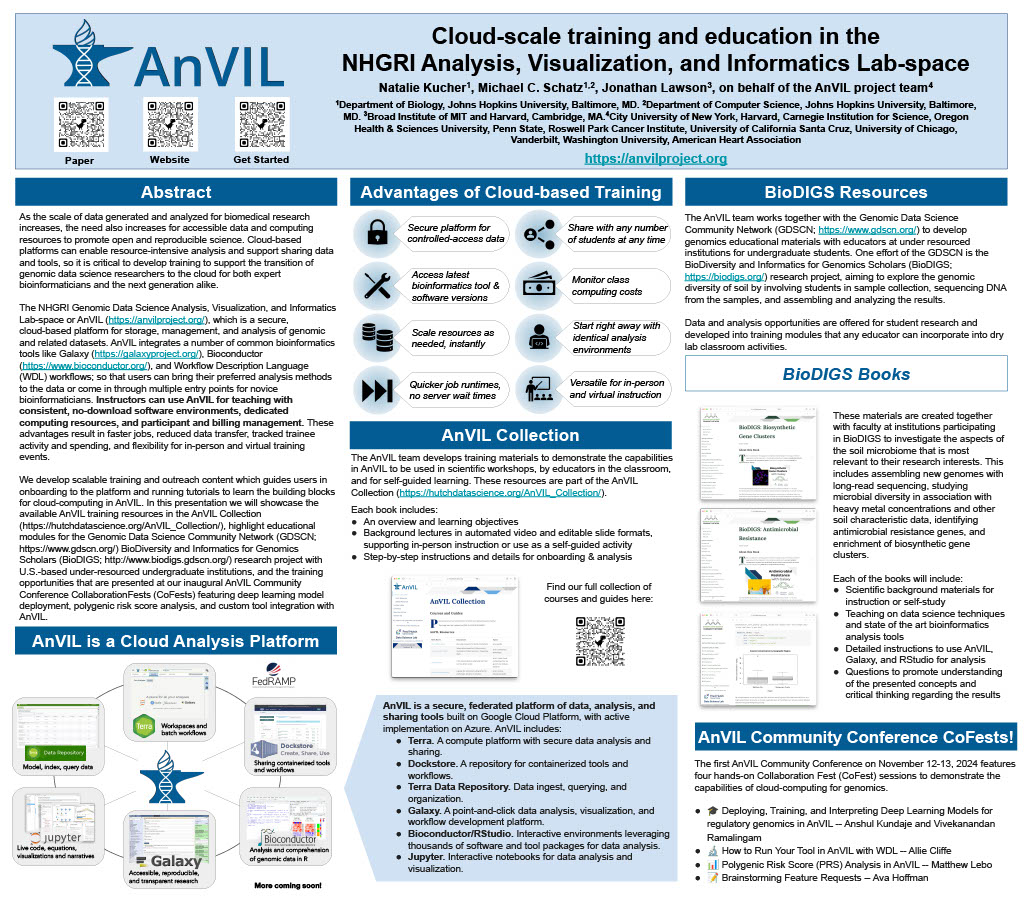 AnVIL
Paper
Website
Get Started
Cloud-scale training and education in the
NHGRI Analysis, Visualization, and Informatics Lab-space
Natalie Kucher¹, Michael C. Schatz¹,², Jonathan Lawson³, on behalf of the AnVIL project team⁴
¹Department of Biology, Johns Hopkins University, Baltimore, MD. ²Department of Computer Science, Johns Hopkins University, Baltimore,
MD. ³Broad Institute of MIT and Harvard, Cambridge, MA.⁴City University of New York, Harvard, Carnegie Institution for Science, Oregon
Health & Sciences University, Penn State, Roswell Park Cancer Institute, University of California Santa Cruz, University of Chicago,
Vanderbilt, Washington University, American Heart Association
https://anvilproject.org
Abstract
As the scale of data generated and analyzed for biomedical research
increases, the need also increases for accessible data and computing
resources to promote open and reproducible science. Cloud-based
platforms can enable resource-intensive analysis and support sharing data
and tools, so it is critical to develop training to support the transition of
genomic data science researchers to the cloud for both expert
bioinformaticians and the next generation alike.
The NHGRI Genomic Data Science Analysis, Visualization, and Informatics
Lab-space or AnVIL (https://anvilproject.org/), which is a secure,
cloud-based platform for storage, management, and analysis of genomic
and related datasets. AnVIL integrates a number of common bioinformatics
tools like Galaxy (https://galaxyproject.org/), Bioconductor
(https://www.bioconductor.org/), and Workflow Description Language
(WDL) workflows; so that users can bring their preferred analysis methods
to the data or come in through multiple entry points for novice
bioinformaticians. Instructors can use AnVIL for teaching with
consistent, no-download software environments, dedicated
computing resources, and participant and billing management. These
advantages result in faster jobs, reduced data transfer, tracked trainee
activity and spending, and flexibility for in-person and virtual training
events.
We develop scalable training and outreach content which guides users in
onboarding to the platform and running tutorials to learn the building blocks
for cloud-computing in AnVIL. In this presentation we will showcase the
available AnVIL training resources in the AnVIL Collection
(https://hutchdatascience.org/AnVIL_Collection/), highlight educational
modules for the Genomic Data Science Community Network (GDSCN;
https://www.gdscn.org/) BioDiversity and Informatics for Genomics
Scholars (BioDIGS; http://www.biodigs.gdscn.org/) research project with
U.S.-based under-resourced undergraduate institutions, and the training
opportunities that are presented at our inaugural AnVIL Community
Conference CollaborationFests (CoFests) featuring deep learning model
deployment, polygenic risk score analysis, and custom tool integration with
AnVIL.
AnVIL is a Cloud Analysis Platform
FedRAMP
Terra
Workspaces and
batch workflows
Data Repository
Model, index, query data
Dockstore
Create, Share, Use
Sharing containerized tools
and workflows
jupyter
Live code, equations,
visualizations and narratives
Bioconductor
Analysis and comprehension
of genomic data in R
Galaxy
Accessible, reproducible,
and transparent research
More coming soon!
Advantages of Cloud-based Training
Secure platform for
controlled-access data
Share with any number
of students at any time
Access latest
bioinformatics tool &
software versions
Monitor class
computing costs
Scale resources as
needed, instantly
Start right away with
identical analysis
environments
Quicker job runtimes,
no server wait times
Versatile for in-person
and virtual instruction
AnVIL Collection
The AnVIL team develops training materials to demonstrate the capabilities
in AnVIL to be used in scientific workshops, by educators in the classroom,
and for self-guided learning. These resources are part of the AnVIL
Collection (https://hutchdatascience.org/AnVIL_Collection/).
Each book includes:
● An overview and learning objectives
● Background lectures in automated video and editable slide formats,
supporting in-person instruction or use as a self-guided activity
● Step-by-step instructions and details for onboarding & analysis
AnVIL
AnVIL Collection
Find our full collection of
courses and guides here:
AnVIL is a secure, federated platform of data, analysis, and
sharing tools built on Google Cloud Platform, with active
implementation on Azure. AnVIL includes:
● Terra. A compute platform with secure data analysis and
sharing.
● Dockstore. A repository for containerized tools and
workflows.
● Terra Data Repository. Data ingest, querying, and
organization.
● Galaxy. A point-and-click data analysis, visualization, and
workflow development platform.
● Bioconductor/RStudio. Interactive environments leveraging
thousands of software and tool packages for data analysis.
● Jupyter. Interactive notebooks for data analysis and
visualization.
BioDIGS Resources
The AnVIL team works together with the Genomic Data Science
Community Network (GDSCN; https://www.gdscn.org/) to develop
genomics educational materials with educators at under resourced
institutions for undergraduate students. One effort of the GDSCN is the
BioDiversity and Informatics for Genomics Scholars (BioDIGS;
https://biodigs.org/) research project, aiming to explore the genomic
diversity of soil by involving students in sample collection, sequencing DNA
from the samples, and assembling and analyzing the results.
Data and analysis opportunities are offered for student research and
developed into training modules that any educator can incorporate into dry
lab classroom activities.
BioDIGS Books
BioDIGS: Biosynthetic
Gene Clusters
BioDIGS: Antimicrobial
Resistance
These materials are created together
with faculty at institutions participating
in BioDIGS to investigate the aspects of
the soil microbiome that is most
relevant to their research interests. This
includes assembling new genomes with
long-read sequencing, studying
microbial diversity in association with
heavy metal concentrations and other
soil characteristic data, identifying
antimicrobial resistance genes, and
enrichment of biosynthetic gene
clusters.
Each of the books will include:
● Scientific background materials for
instruction or self-study
● Teaching on data science techniques
and state of the art bioinformatics
analysis tools
● Detailed instructions to use AnVIL,
Galaxy, and RStudio for analysis
● Questions to promote understanding
of the presented concepts and
critical thinking regarding the results
AnVIL Community Conference CoFests!
The first AnVIL Community Conference on November 12-13, 2024 features
four hands-on Collaboration Fest (CoFest) sessions to demonstrate the
capabilities of cloud-computing for genomics.
● 🎓 Deploying, Training, and Interpreting Deep Learning Models for
regulatory genomics in AnVIL -- Anshul Kundaje and Vivekanandan
Ramalingam
● 🔬 How to Run Your Tool in AnVIL with WDL -- Allie Cliffe
● 📊 Polygenic Risk Score (PRS) Analysis in AnVIL -- Matthew Lebo
● 📝 Brainstorming Feature Requests -- Ava Hoffman